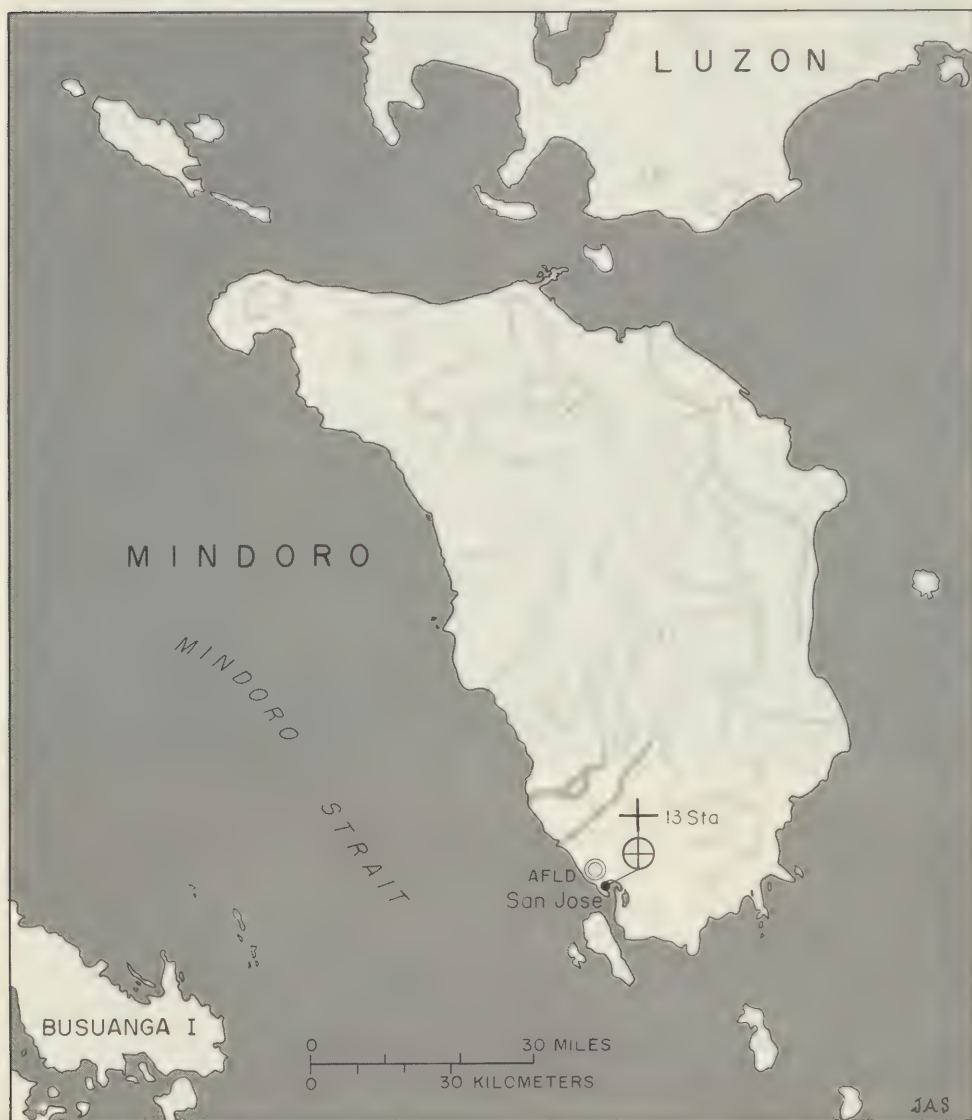 LUZON
MINDORO
MINDORO
STRAIT
13 Sta
AFLD
San Jose
BUSUANGA I
0 30 MILES
0 30 KILCMETERS
JAS